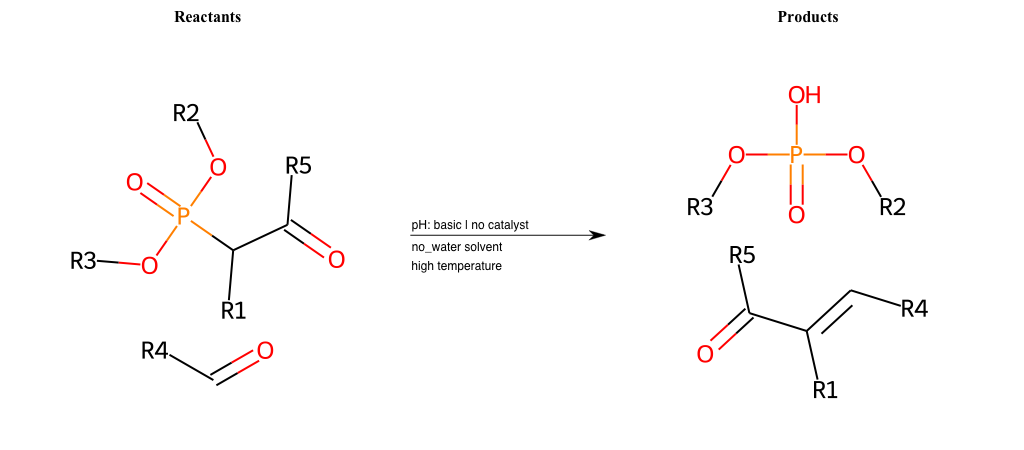 Reactants
Products
R2
O
O
P
R5
R3
O
O
R1
R4
O
pH: basic | no catalyst
no_water solvent
high temperature
OH
O
P
O
R3
O
R2
R5
O
R4
R1